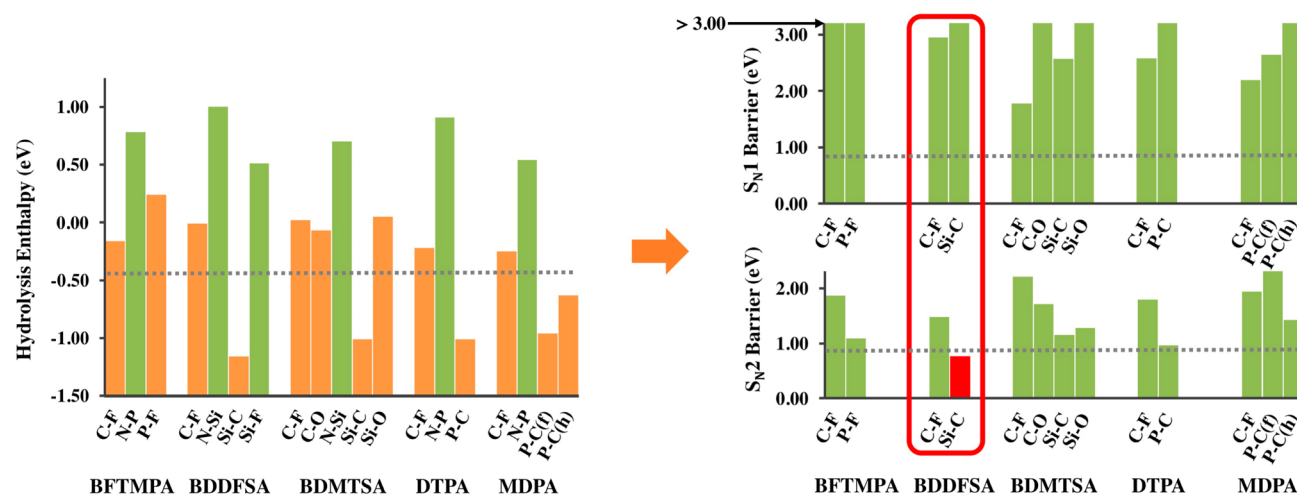 Hydrolysis Enthalpy (eV)
1.00
0.50
0.00
-0.50
-1.00
-1.50
C-F
N-P
P-F
C-F
N-Si
Si-C
Si-F
C-F
C-O
N-Si
Si-C
Si-O
C-F
N-P
P-C
C-F
N-P
P-C(f)
P-C(h)
BFTMPA BDDFSA BDMTSA DTPA MDPA
> 3.00
SN1 Barrier (eV)
3.00
2.00
1.00
0.00
C-F
P-F
C-F
Si-C
C-F
C-O
Si-C
Si-O
C-F
P-C
C-F
P-C(f)
P-C(h)
SN2 Barrier (eV)
2.00
1.00
0.00
C-F
P-F
C-F
Si-C
C-F
C-O
Si-C
Si-O
C-F
P-C
C-F
P-C(f)
P-C(h)
BFTMPA BDDFSA BDMTSA DTPA MDPA